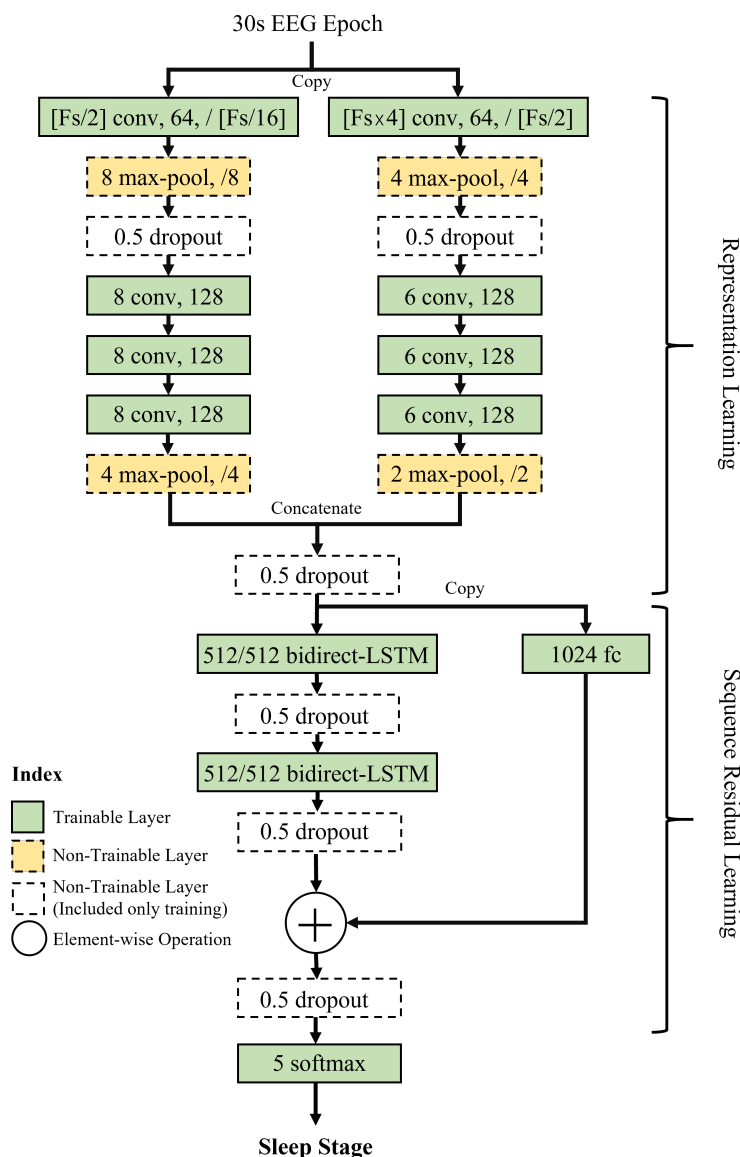 30s EEG Epoch
Copy
[Fs/2] conv, 64, / [Fs/16]
[Fs×4] conv, 64, / [Fs/2]
8 max-pool, /8
4 max-pool, /4
0.5 dropout
0.5 dropout
8 conv, 128
6 conv, 128
8 conv, 128
6 conv, 128
8 conv, 128
6 conv, 128
4 max-pool, /4
2 max-pool, /2
Concatenate
0.5 dropout
Representation Learning
Copy
512/512 bidirect-LSTM
1024 fc
0.5 dropout
512/512 bidirect-LSTM
0.5 dropout
0.5 dropout
5 softmax
Sleep Stage
Sequence Residual Learning
Index
Trainable Layer
Non-Trainable Layer
Non-Trainable Layer
(Included only training)
Element-wise Operation